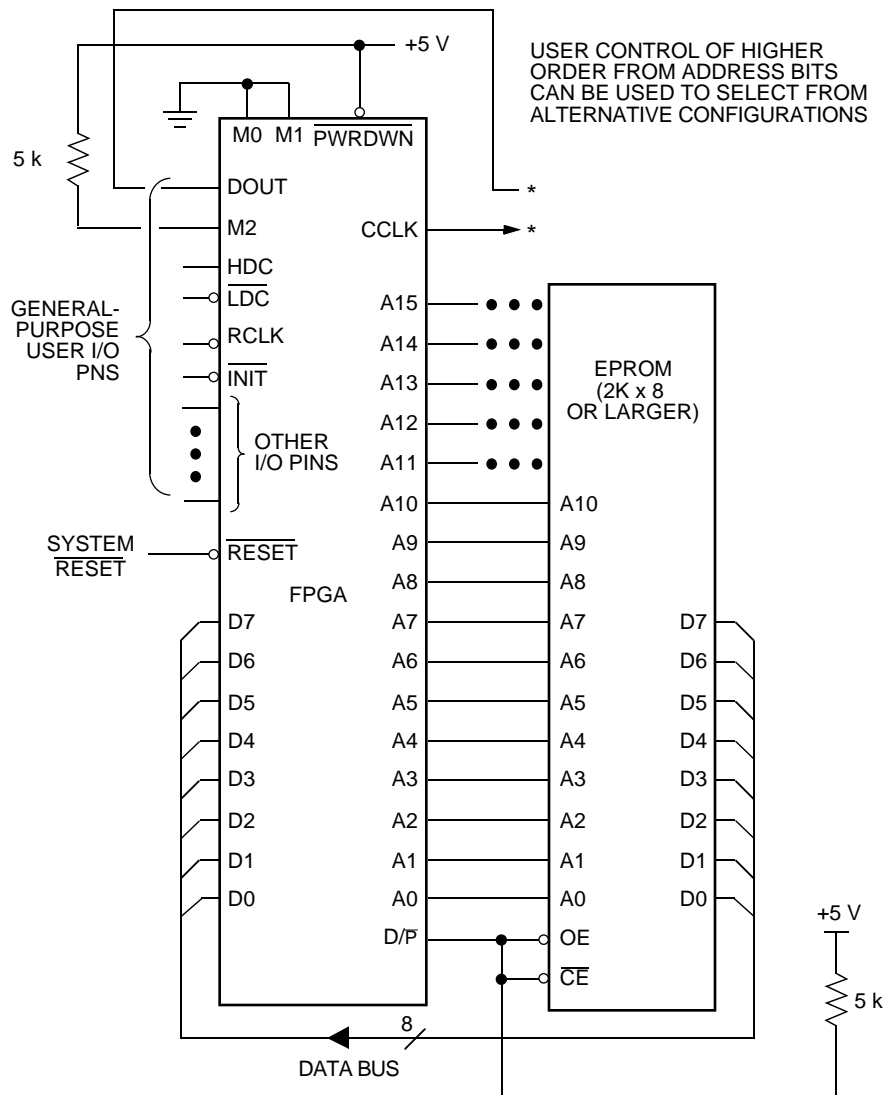 +5 V
USER CONTROL OF HIGHER
ORDER FROM ADDRESS BITS
CAN BE USED TO SELECT FROM
ALTERNATIVE CONFIGURATIONS
M0 M1 PWRDWN
5 k
DOUT
*
M2
CCLK
*
HDC
LDC
RCLK
INIT
GENERAL-
PURPOSE
USER I/O
PNS
OTHER
I/O PINS
SYSTEM
RESET
RESET
FPGA
D7
D6
D5
D4
D3
D2
D1
D0
A15
A14
A13
A12
A11
A10
A9
A8
A7
A6
A5
A4
A3
A2
A1
A0
D/P
EPROM
(2K x 8
OR LARGER)
A10
A9
A8
A7
A6
A5
A4
A3
A2
A1
A0
OE
CE
D7
D6
D5
D4
D3
D2
D1
D0
+5 V
5 k
8
DATA BUS